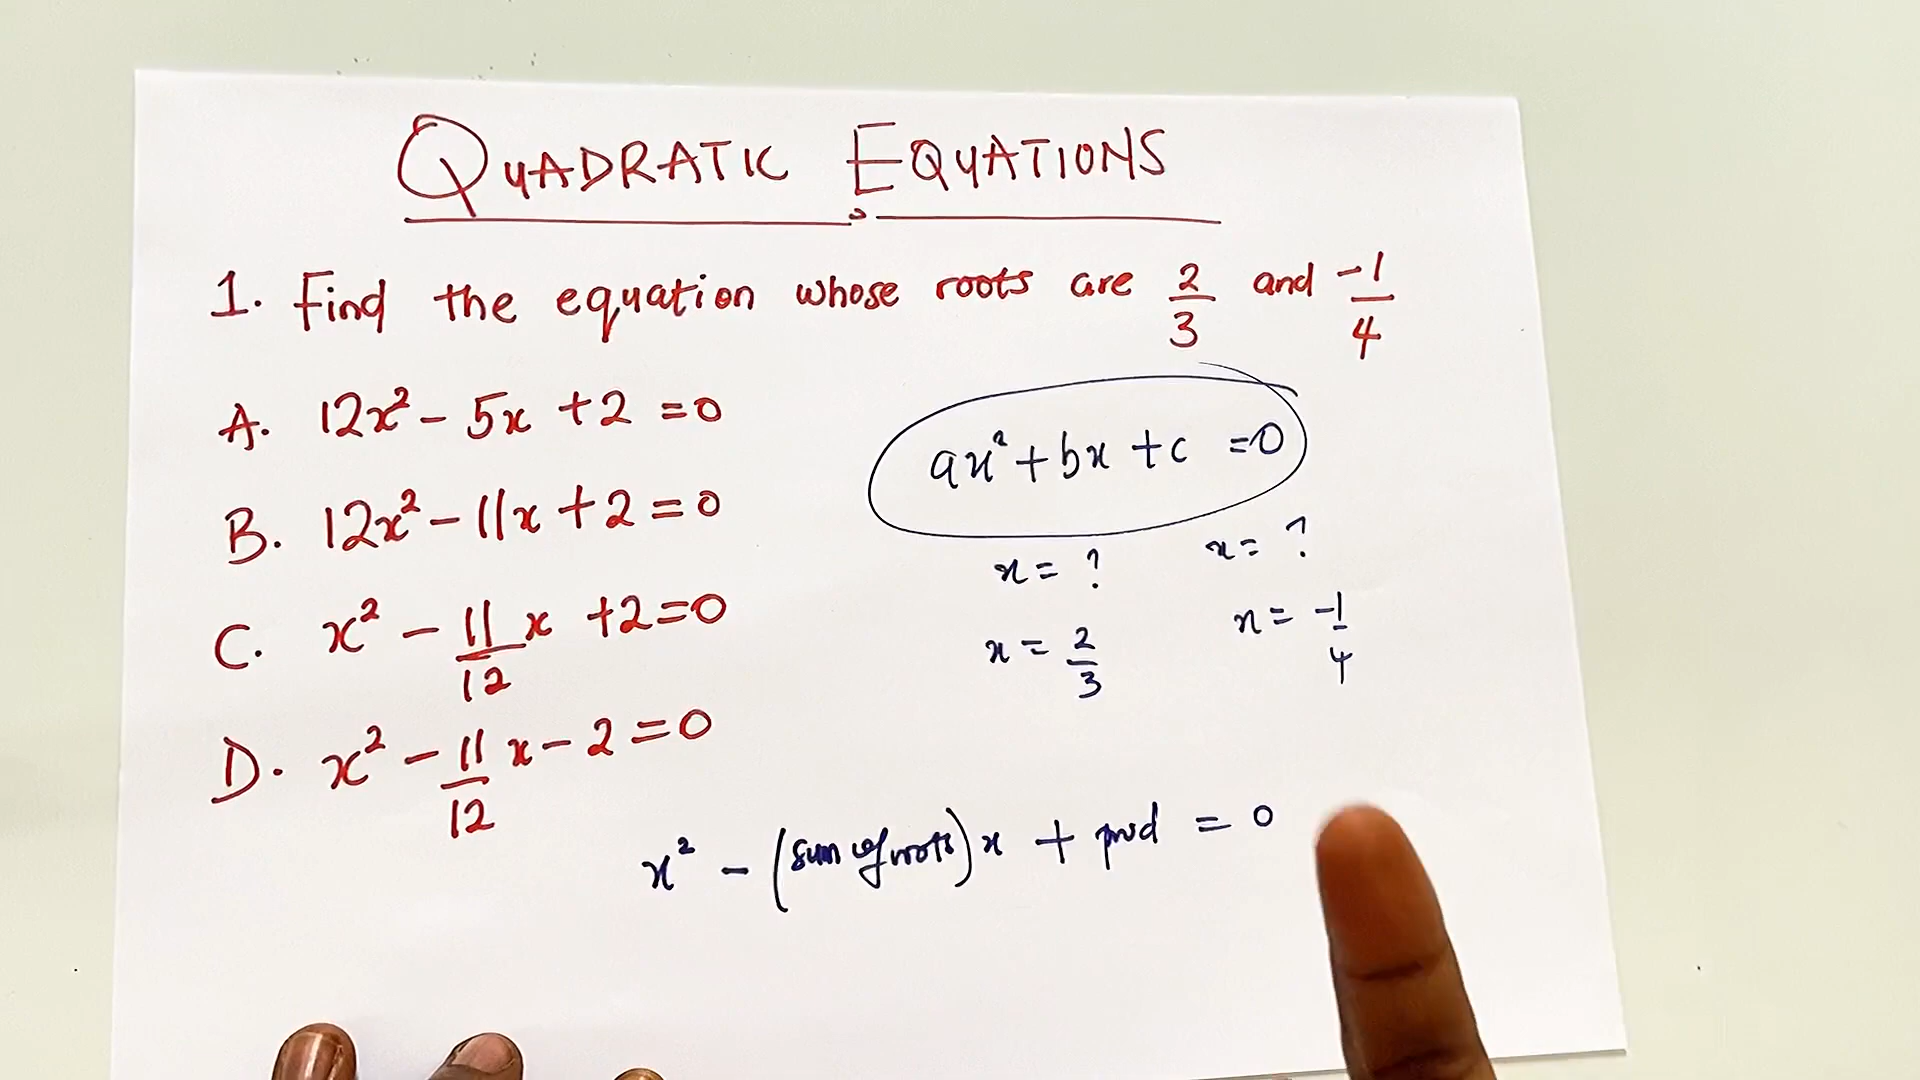 QUADRATIC EQUATIONS
1. Find the equation whose roots are 2/3 and -1/4
A. 12x² - 5x + 2 = 0
B. 12x² - 11x + 2 = 0
C. x² - 11/12 x + 2 = 0
D. x² - 11/12 x - 2 = 0
ax² + bx + c = 0
x = ? x = ?
x = 2/3 x = -1/4
x² - (sum of roots)x + prod = 0